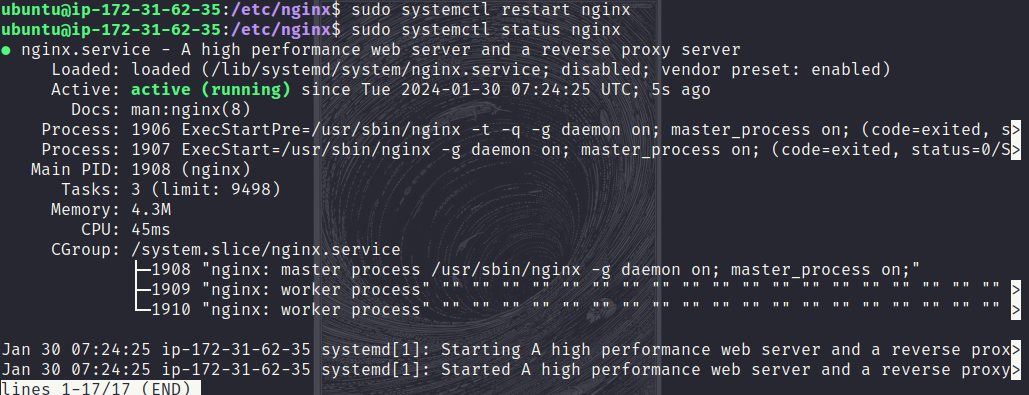 ubuntu@ip-172-31-62-35:/etc/nginx$ sudo systemctl restart nginx
ubuntu@ip-172-31-62-35:/etc/nginx$ sudo systemctl status nginx
● nginx.service - A high performance web server and a reverse proxy server
     Loaded: loaded (/lib/systemd/system/nginx.service; disabled; vendor preset: enabled)
     Active: active (running) since Tue 2024-01-30 07:24:25 UTC; 5s ago
       Docs: man:nginx(8)
    Process: 1906 ExecStartPre=/usr/sbin/nginx -t -q -g daemon on; master_process on; (code=exited, s>
    Process: 1907 ExecStart=/usr/sbin/nginx -g daemon on; master_process on; (code=exited, status=0/S>
   Main PID: 1908 (nginx)
      Tasks: 3 (limit: 9498)
     Memory: 4.3M
        CPU: 45ms
     CGroup: /system.slice/nginx.service
             ├─1908 "nginx: master process /usr/sbin/nginx -g daemon on; master_process on;"
             ├─1909 "nginx: worker process" "" "" "" "" "" "" "" "" "" "" "" "" "" "" "" "" "" "" "" >
             └─1910 "nginx: worker process" "" "" "" "" "" "" "" "" "" "" "" "" "" "" "" "" "" "" "" >
Jan 30 07:24:25 ip-172-31-62-35 systemd[1]: Starting A high performance web server and a reverse prox>
Jan 30 07:24:25 ip-172-31-62-35 systemd[1]: Started A high performance web server and a reverse proxy>
lines 1-17/17 (END)